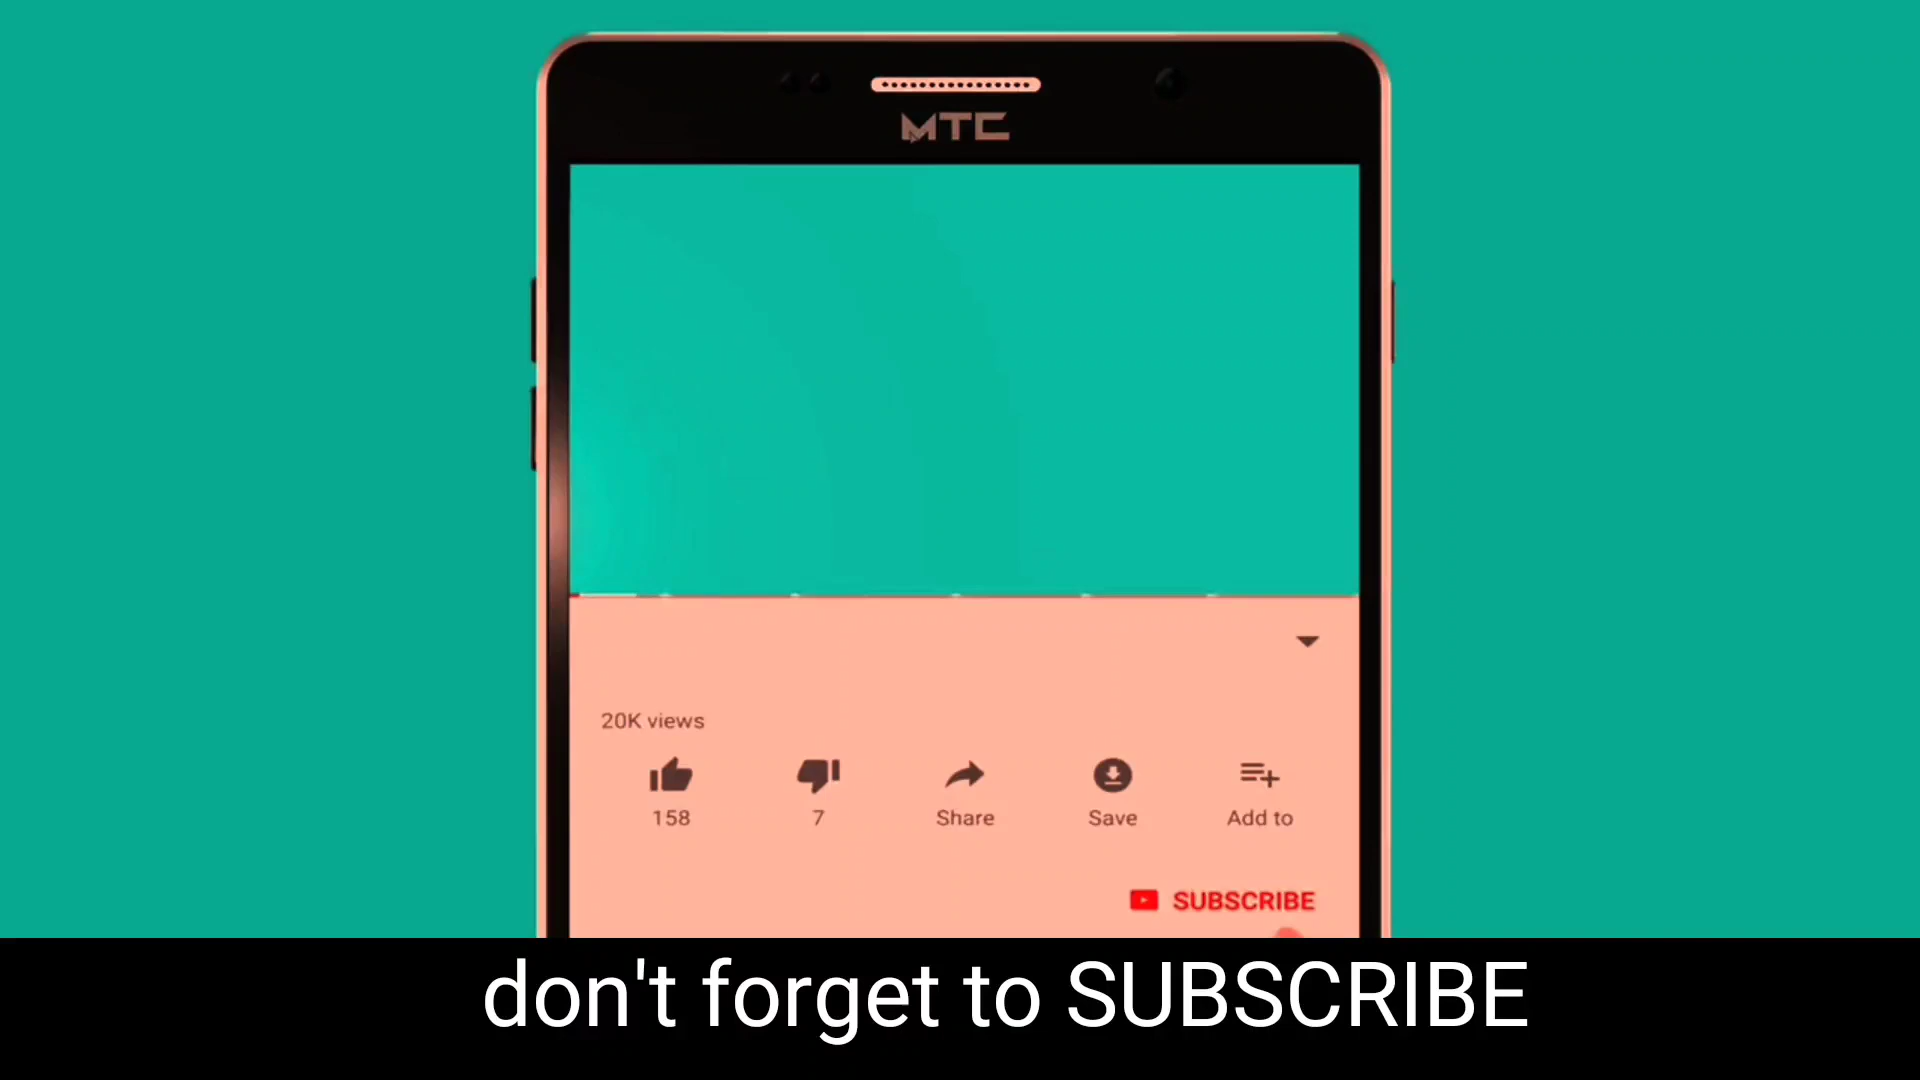 MTC
20K views
158
7
Share
Save
Add to
SUBSCRIBE
don't forget to SUBSCRIBE